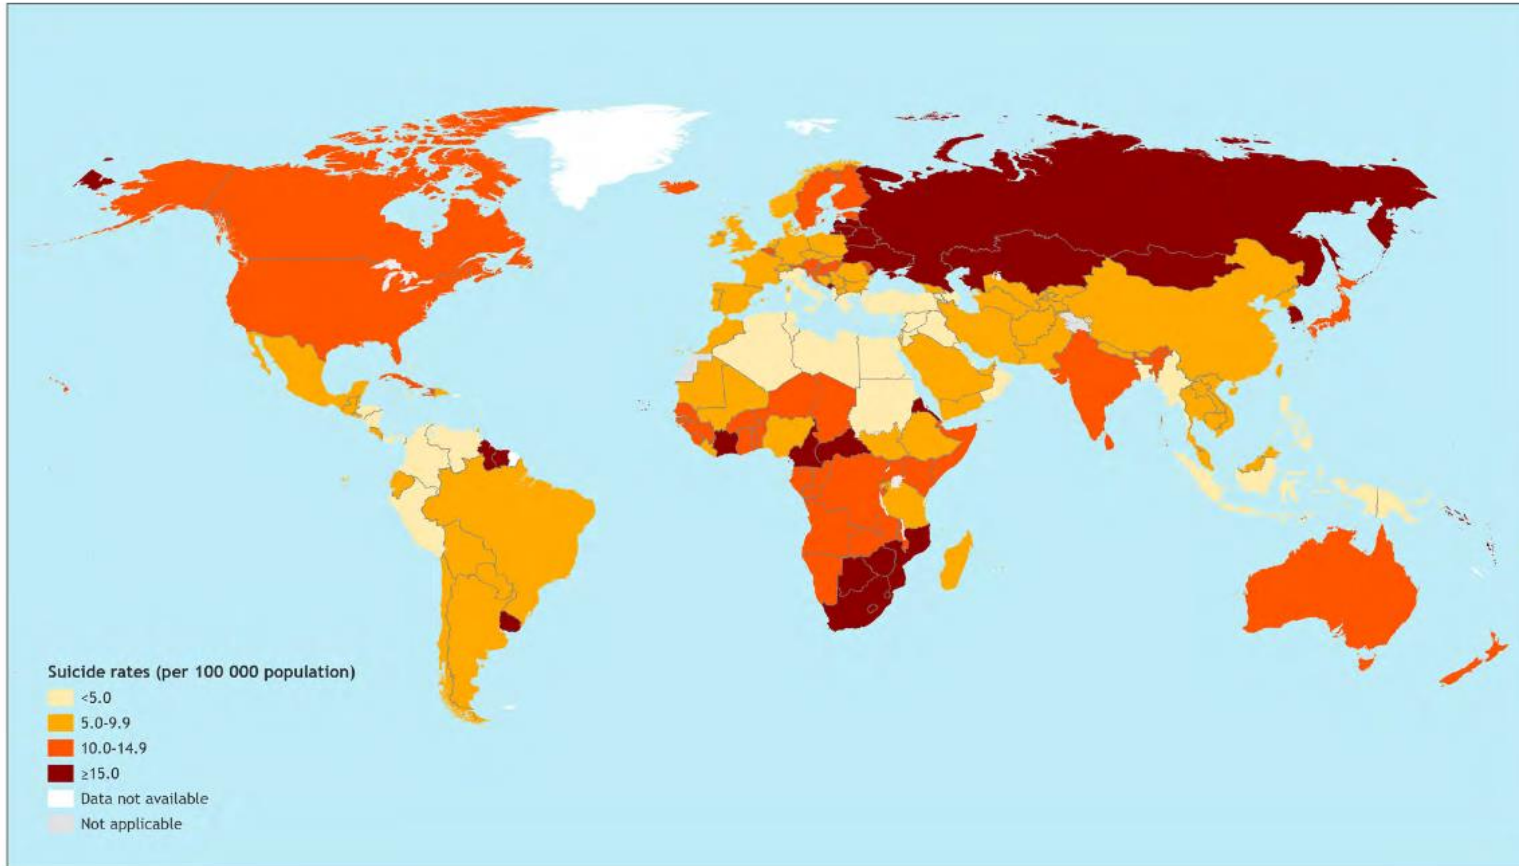 Suicide rates (per 100 000 population)
<5.0
5.0-9.9
10.0-14.9
≥15.0
Data not available
Not applicable